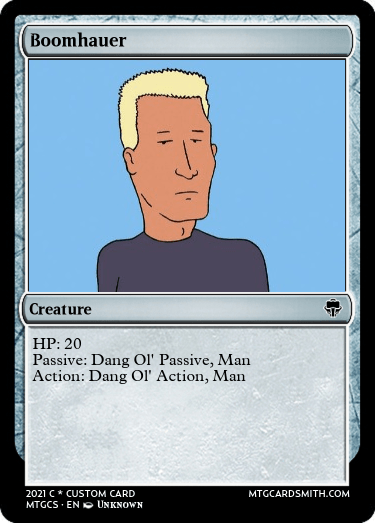 Boomhauer
Creature
HP: 20
Passive: Dang Ol' Passive, Man
Action: Dang Ol' Action, Man
2021 C * CUSTOM CARD
MTGCARDSMITH.COM
MTGCS · EN Unknown